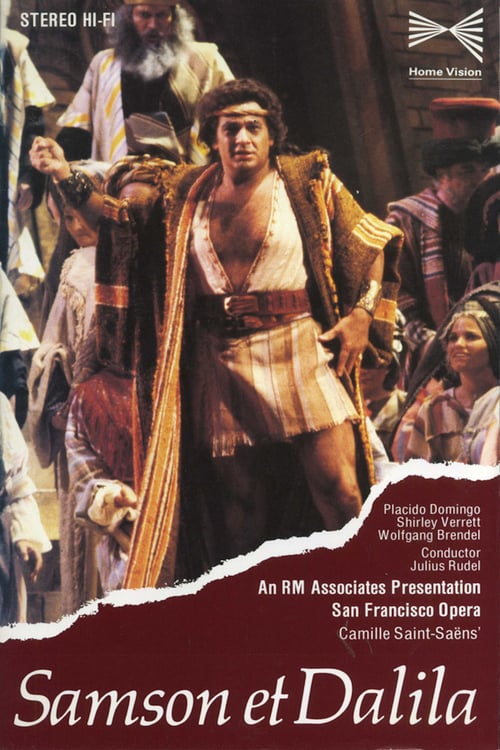 STEREO HI-FI
Home Vision
Placido Domingo
Shirley Verrett
Wolfgang Brendel
Conductor
Julius Rudel
An RM Associates Presentation
San Francisco Opera
Camille Saint-Saëns'
Samson et Dalila